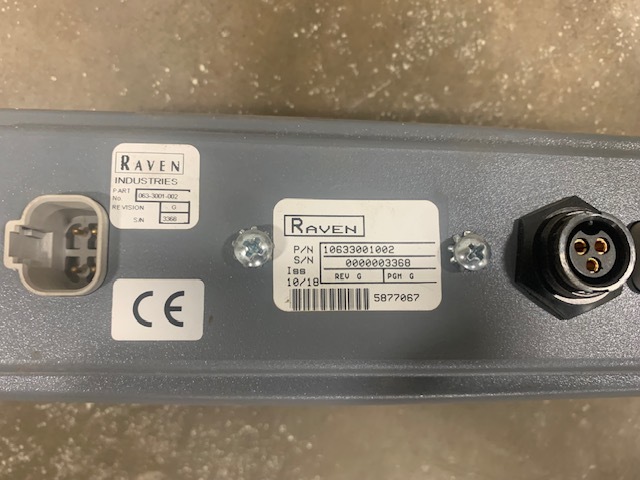 RAVEN
INDUSTRIES
PART
No. 063-3001-002
REVISION G
S/N 3368
CE
RAVEN
P/N 10633001002
S/N 0000003368
Iss REV G PGM G
10/18
5877067